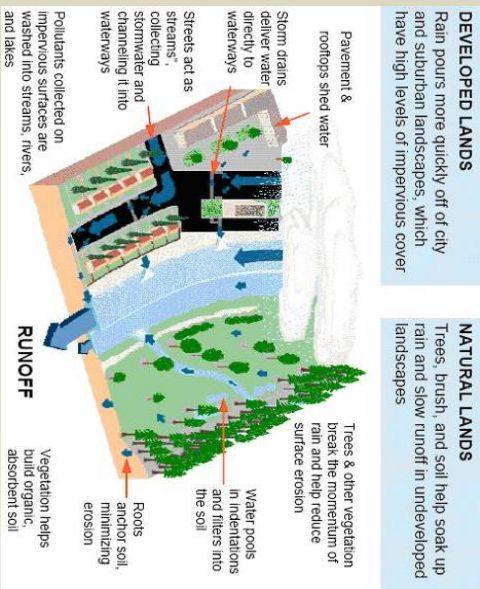 DEVELOPED LANDS
Rain pours more quickly off of city
and suburban landscapes, which
have high levels of impervious cover
NATURAL LANDS
Trees, brush, and soil help soak up
rain and slow runoff in undeveloped
landscapes
Pavement &
rooftops shed water
Storm drains
deliver water
directly to
waterways
Streets act as
streams",
collecting
stormwater and
channeling it into
waterways
Pollutants collected on
impervious surfaces are
washed into streams, rivers,
and lakes
Trees & other vegetation
break the momentum of
rain and help reduce
surface erosion
Water pools
in indentations
and filters into
the soil
Roots
anchor soil,
minimizing
erosion
Vegetation helps
build organic,
absorbent soil
RUNOFF